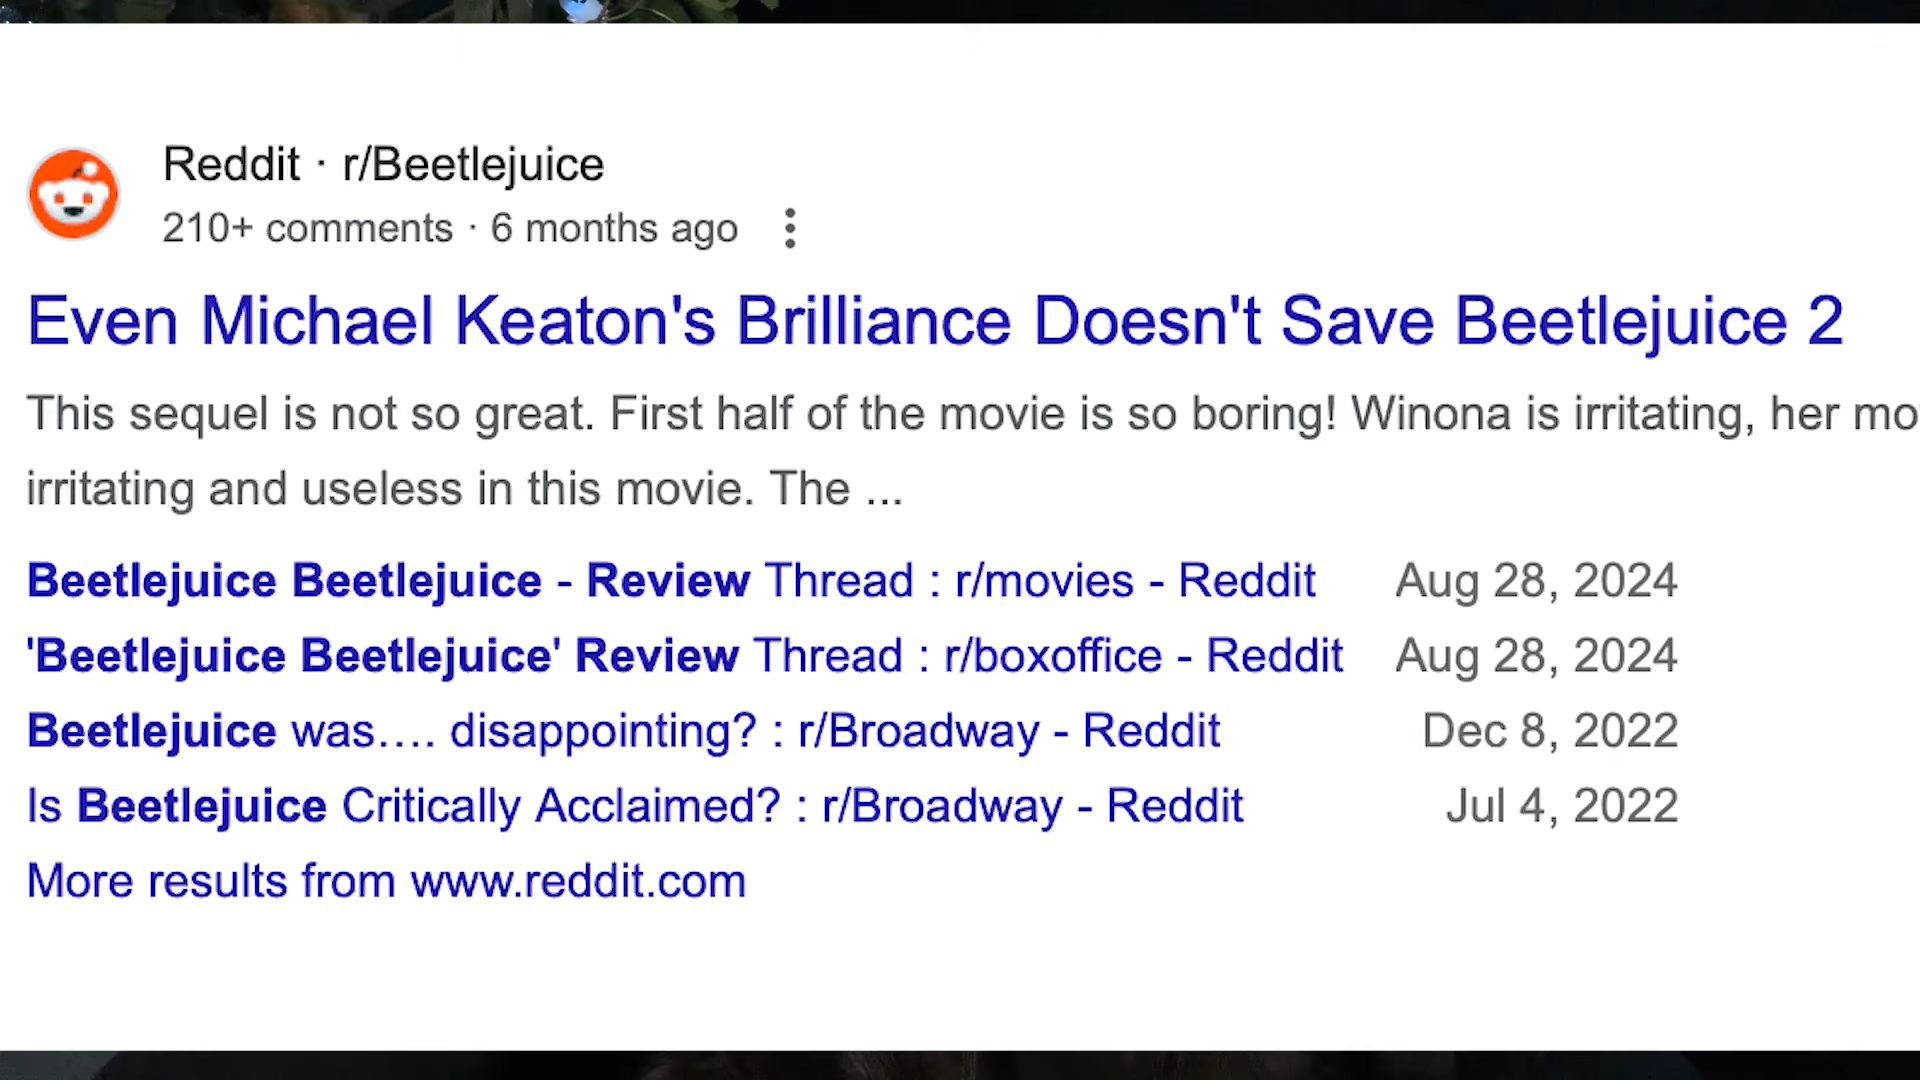 Reddit · r/Beetlejuice
210+ comments · 6 months ago
Even Michael Keaton's Brilliance Doesn't Save Beetlejuice 2
This sequel is not so great. First half of the movie is so boring! Winona is irritating, her
irritating and useless in this movie. The ...
Beetlejuice Beetlejuice - Review Thread : r/movies - Reddit Aug 28, 2024
'Beetlejuice Beetlejuice' Review Thread : r/boxoffice - Reddit Aug 28, 2024
Beetlejuice was…. disappointing? : r/Broadway - Reddit Dec 8, 2022
Is Beetlejuice Critically Acclaimed? : r/Broadway - Reddit Jul 4, 2022
More results from www.reddit.com